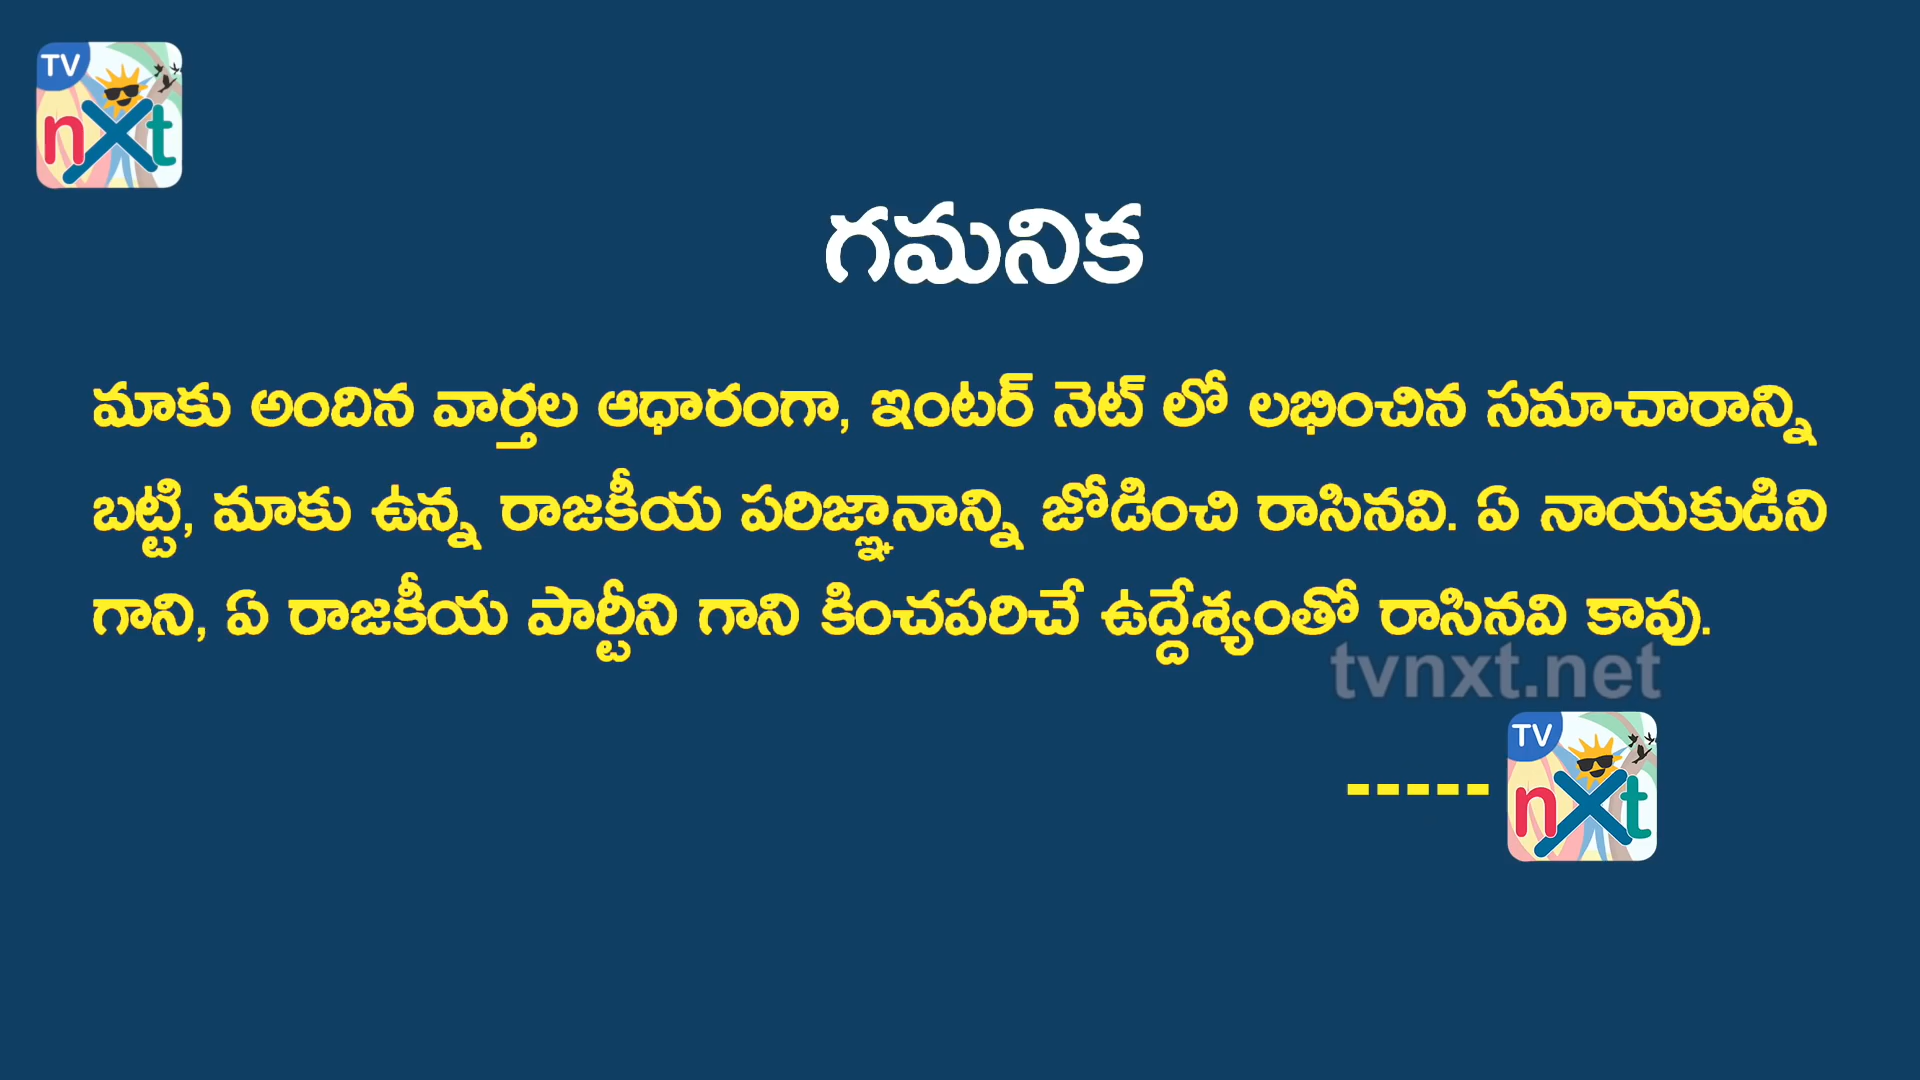 TV
nxt
గమనిక
మాకు అందిన వార్తల ఆధారంగా, ఇంటర్ నెట్ లో లభించిన సమాచారాన్ని
బట్టి, మాకు ఉన్న రాజకీయ పరిజ్ఞానాన్ని జోడించి రాసినవి. ఏ నాయకుడిని
గాని, ఏ రాజకీయ పార్టీని గాని కించపరిచే ఉద్దేశ్యంతో రాసినవి కావు.
tvnxt.net
-----
TV
nxt